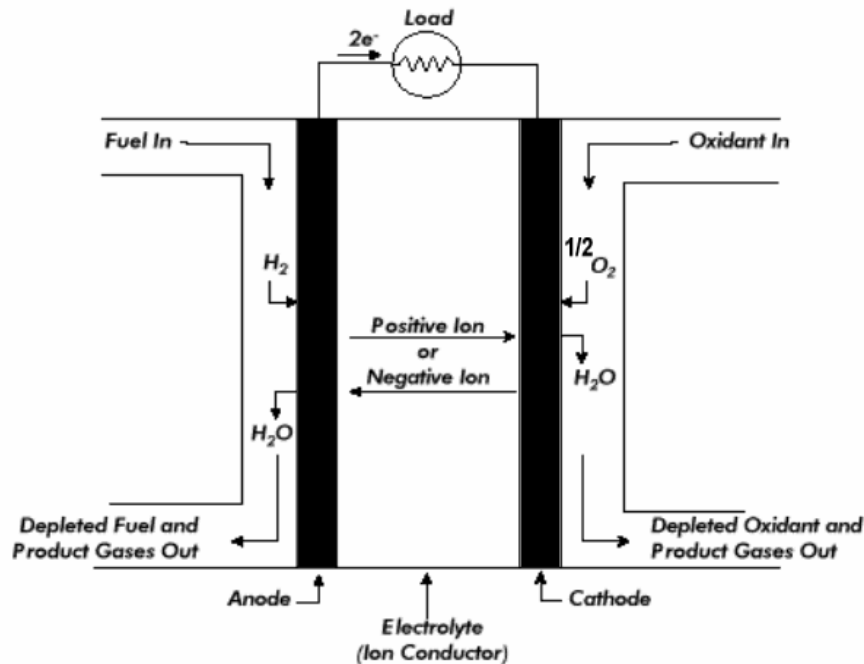 Load
2e-
Fuel In
Oxidant In
H2
1/2 O2
Positive Ion
or
Negative Ion
H2O
H2O
Depleted Fuel and
Product Gases Out
Depleted Oxidant and
Product Gases Out
Anode
Cathode
Electrolyte
(Ion Conductor)